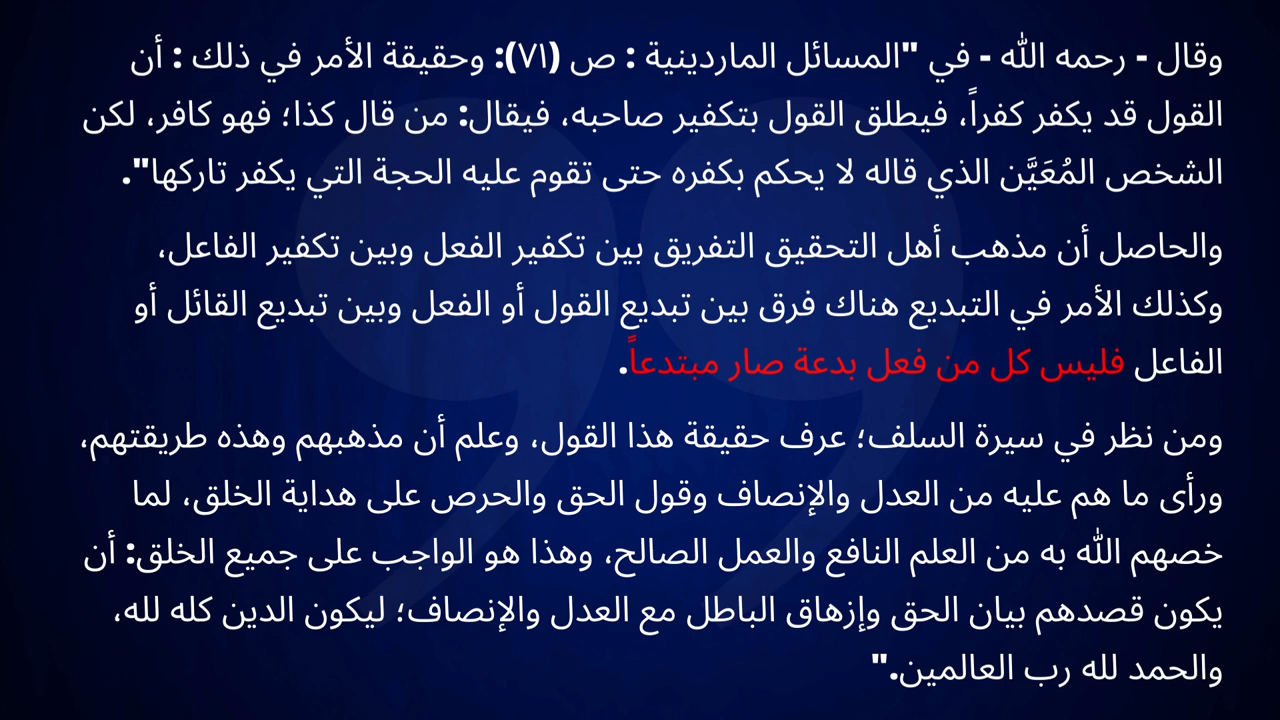 وقال - رحمه الله - في "المسائل الماردينية : ص (٧١): وحقيقة الأمر في ذلك : أن
القول قد يكفر كفراً، فيطلق القول بتكفير صاحبه، فيقال: من قال كذا؛ فهو كافر، لكن
الشخص المُعَيَّن الذي قاله لا يحكم بكفره حتى تقوم عليه الحجة التي يكفر تاركها".
والحاصل أن مذهب أهل التحقيق التفريق بين تكفير الفعل وبين تكفير الفاعل،
وكذلك الأمر في التبديع هناك فرق بين تبديع القول أو الفعل وبين تبديع القائل أو
الفاعل فليس كل من فعل بدعة صار مبتدعاً.
ومن نظر في سيرة السلف؛ عرف حقيقة هذا القول، وعلم أن مذهبهم وهذه طريقتهم،
ورأى ما هم عليه من العدل والإنصاف وقول الحق والحرص على هداية الخلق، لما
خصهم الله به من العلم النافع والعمل الصالح، وهذا هو الواجب على جميع الخلق: أن
يكون قصدهم بيان الحق وإزهاق الباطل مع العدل والإنصاف؛ ليكون الدين كله لله،
والحمد لله رب العالمين."